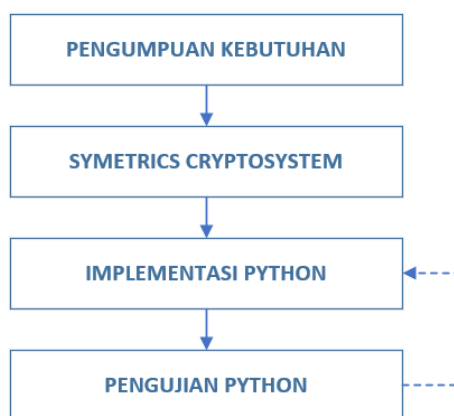 PENGUMPUAN KEBUTUHAN
SYMETRICS CRYPTOSYSTEM
IMPLEMENTASI PYTHON
PENGUJIAN PYTHON